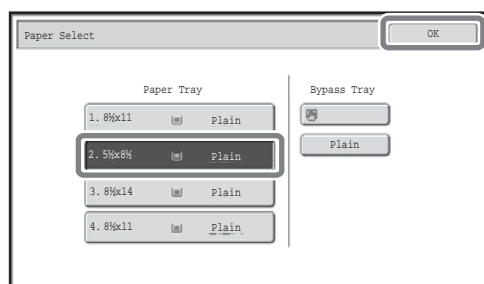 Paper Select
OK
Paper Tray
Bypass Tray
1. 8½x11 Plain
2. 5½x8½ Plain
Plain
3. 8½x14 Plain
4. 8½x11 Plain